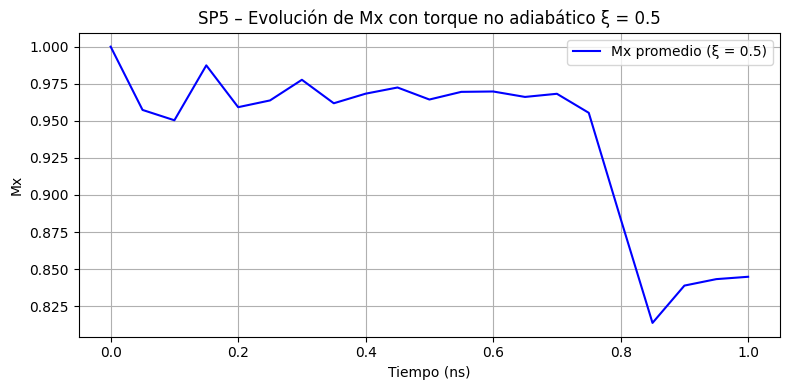 SP5 – Evolución de Mx con torque no adiabático ξ = 0.5
Mx promedio (ξ = 0.5)
1.000
0.975
0.950
0.925
0.900
0.875
0.850
0.825
Mx
0.0 0.2 0.4 0.6 0.8 1.0
Tiempo (ns)